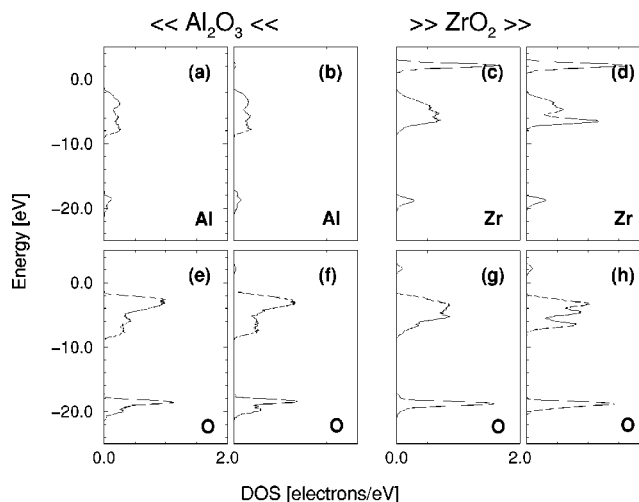 << Al2O3 << >> ZrO2 >>
(a) (b) (c) (d)
0.0
−10.0
−20.0
Al Al Zr Zr
Energy [eV]
(e) (f) (g) (h)
0.0
−10.0
−20.0
O O O O
0.0 2.0 0.0 2.0
DOS [electrons/eV]